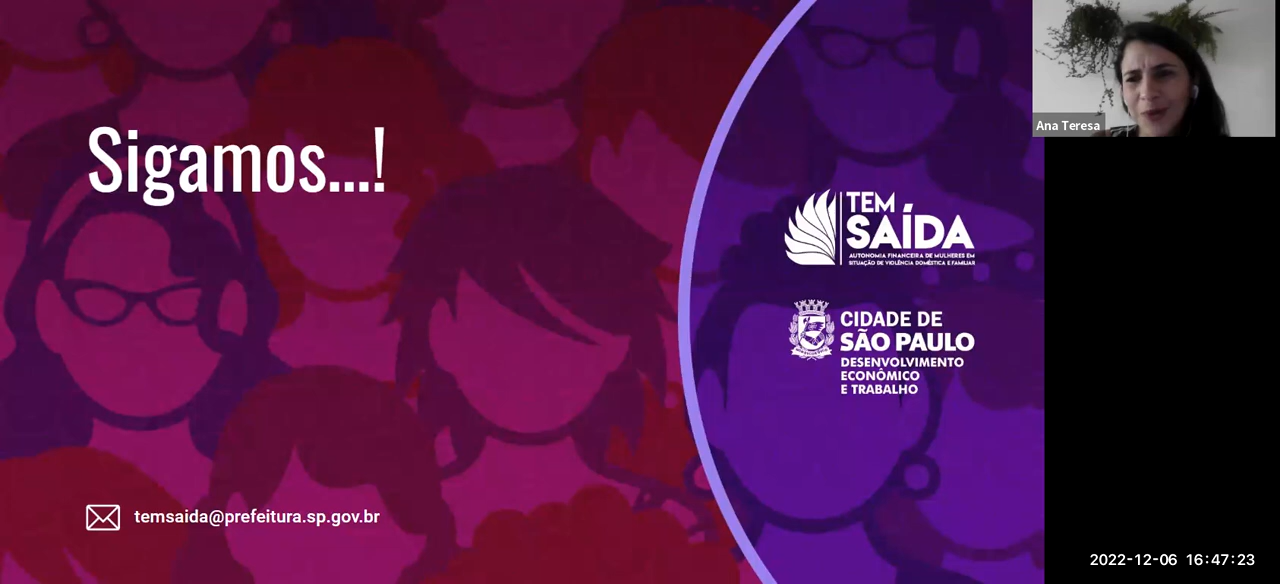 Sigamos...!
TEM
SAÍDA
AUTONOMIA FINANCEIRA DE MULHERES EM
SITUAÇÃO DE VIOLÊNCIA DOMÉSTICA E FAMILIAR
CIDADE DE
SÃO PAULO
DESENVOLVIMENTO
ECONÔMICO
E TRABALHO
temsaida@prefeitura.sp.gov.br
Ana Teresa
2022-12-06 16:47:23